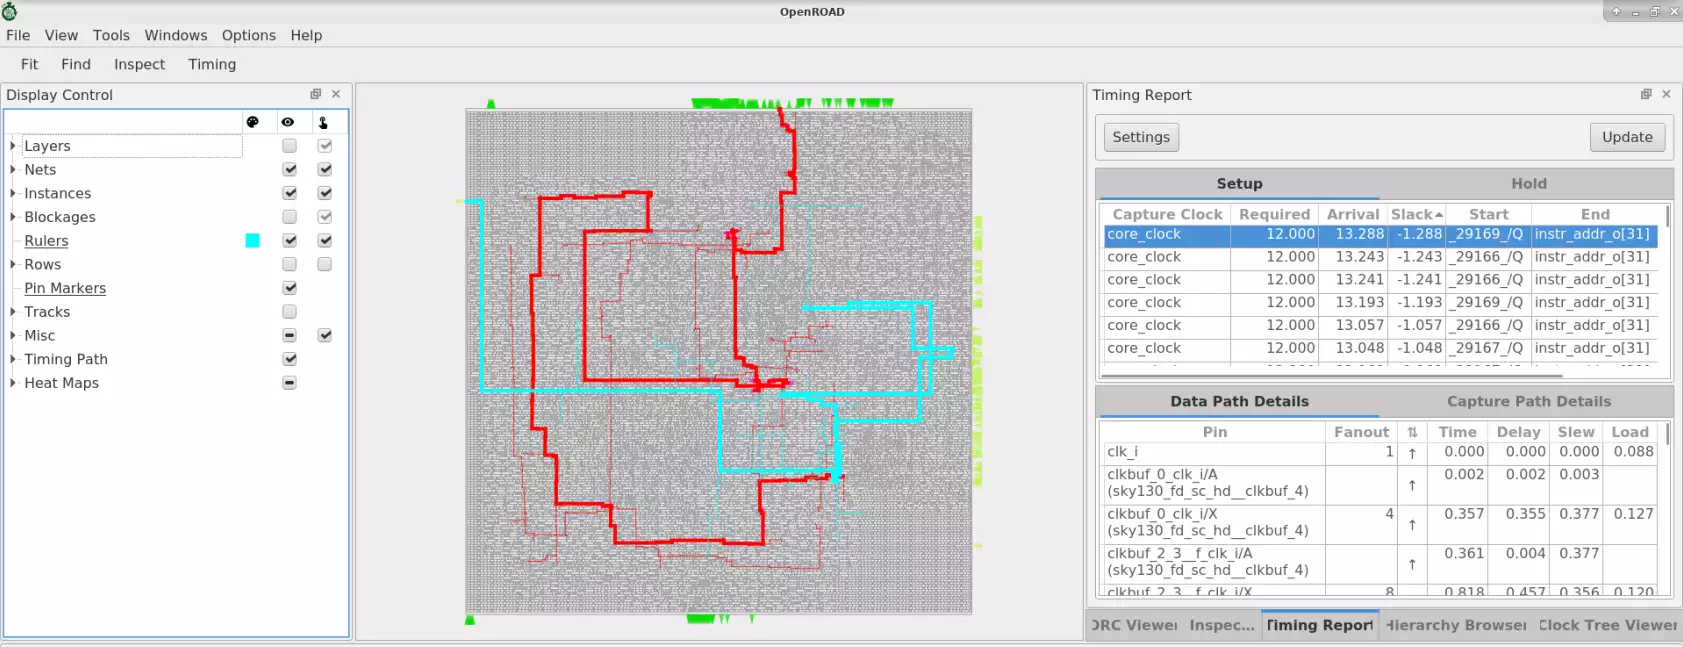 OpenROAD
File View Tools Windows Options Help
Fit Find Inspect Timing
Display Control
Layers
Nets
Instances
Blockages
Rulers
Rows
Pin Markers
Tracks
Misc
Timing Path
Heat Maps
Timing Report
Settings Update
Setup Hold
Capture Clock Required Arrival Slack Start End
core_clock 12.000 13.288 -1.288 _29169_/Q instr_addr_o[31]
core_clock 12.000 13.243 -1.243 _29166_/Q instr_addr_o[31]
core_clock 12.000 13.241 -1.241 _29166_/Q instr_addr_o[31]
core_clock 12.000 13.193 -1.193 _29169_/Q instr_addr_o[31]
core_clock 12.000 13.057 -1.057 _29166_/Q instr_addr_o[31]
core_clock 12.000 13.048 -1.048 _29167_/Q instr_addr_o[31]
Data Path Details Capture Path Details
Pin Fanout ⇅ Time Delay Slew Load
clk_i 1 ↑ 0.000 0.000 0.000 0.088
clkbuf_0_clk_i/A
(sky130_fd_sc_hd__clkbuf_4) ↑ 0.002 0.002 0.003
clkbuf_0_clk_i/X
(sky130_fd_sc_hd__clkbuf_4) 4 ↑ 0.357 0.355 0.377 0.127
clkbuf_2_3__f_clk_i/A
(sky130_fd_sc_hd__clkbuf_4) ↑ 0.361 0.004 0.377
clkbuf_2_3__f_clk_i/X 8 0.818 0.457 0.356 0.120
DRC Viewer Inspec... Timing Report Hierarchy Browser Clock Tree Viewer